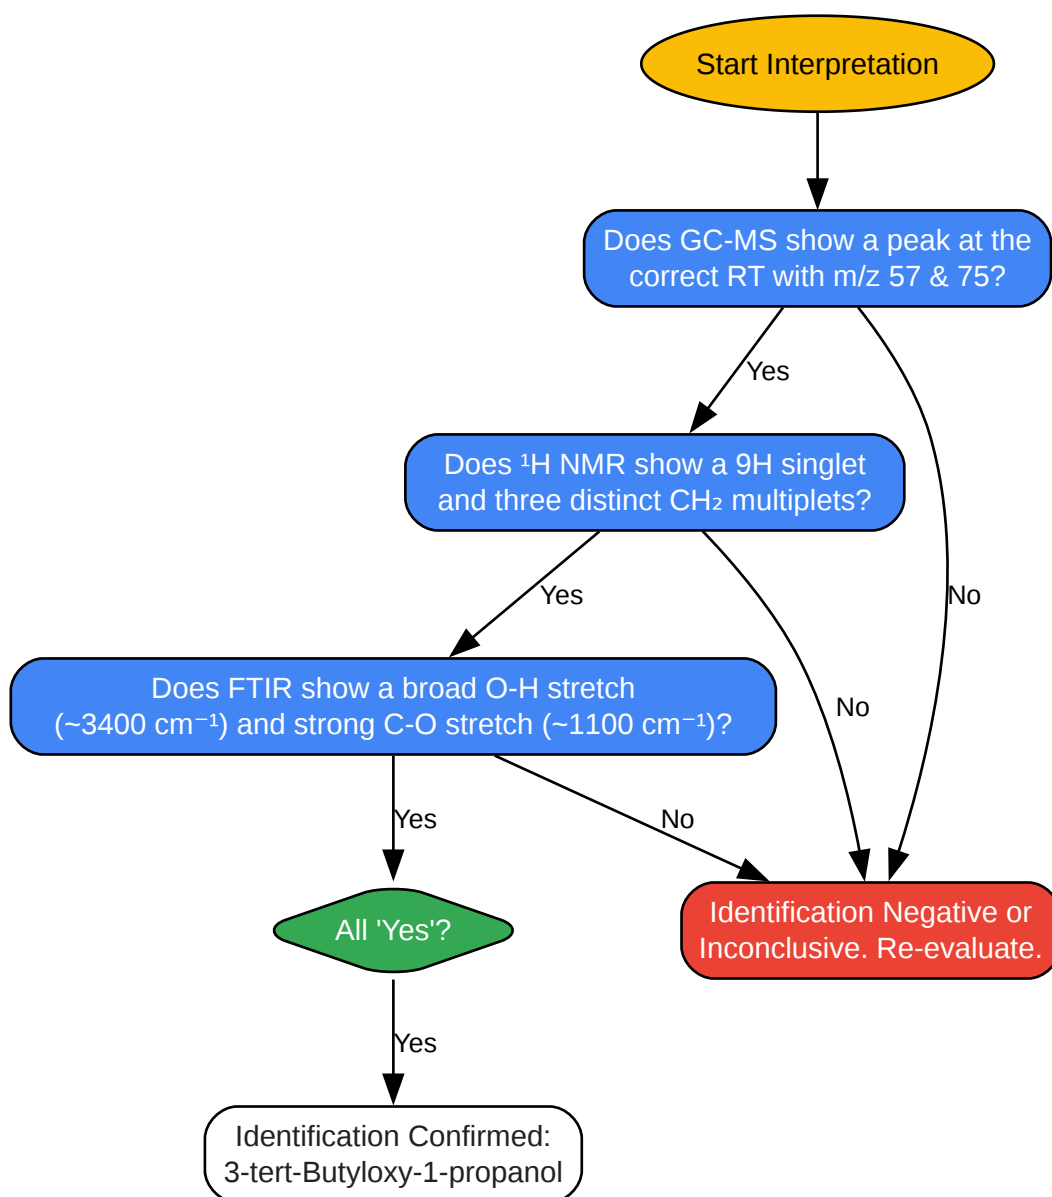 Start Interpretation
Does GC-MS show a peak at the
correct RT with m/z 57 & 75?
Yes
Does ¹H NMR show a 9H singlet
and three distinct CH₂ multiplets?
Yes
No
Does FTIR show a broad O-H stretch
(~3400 cm⁻¹) and strong C-O stretch (~1100 cm⁻¹)?
No
Yes
No
All 'Yes'?
Identification Negative or
Inconclusive. Re-evaluate.
Yes
Identification Confirmed:
3-tert-Butyloxy-1-propanol